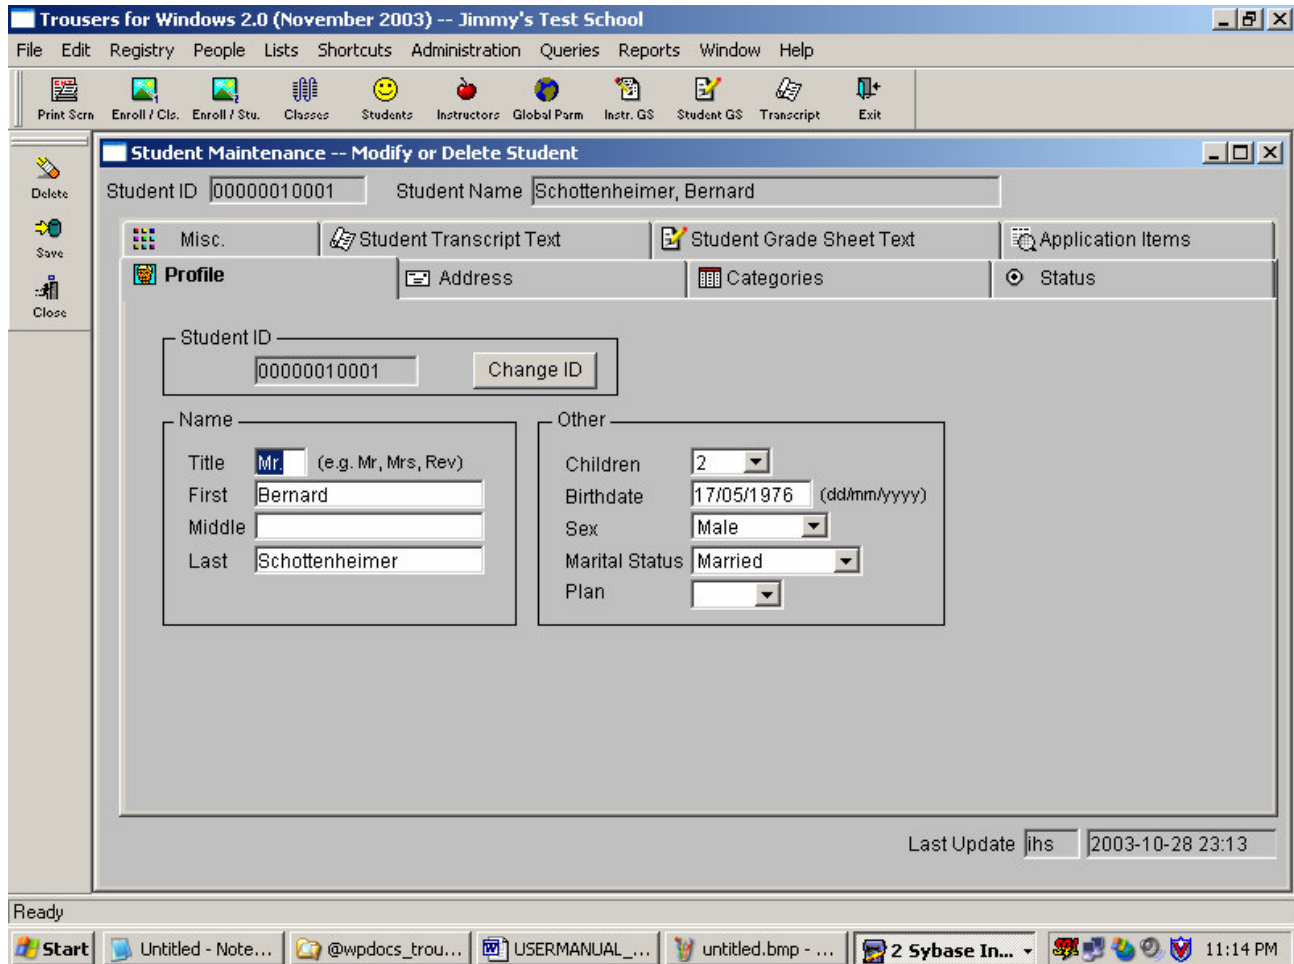 Trousers for Windows 2.0 (November 2003) -- Jimmy's Test School
File Edit Registry People Lists Shortcuts Administration Queries Reports Window Help
Print Scrn Enroll / Cls. Enroll / Stu. Classes Students Instructors Global Parm Instr. GS Student GS Transcript Exit
Delete
Save
Close
Student Maintenance -- Modify or Delete Student
Student ID 00000010001 Student Name Schottenheimer, Bernard
Misc. Student Transcript Text Student Grade Sheet Text Application Items
Profile Address Categories Status
Student ID
00000010001 Change ID
Name
Title Mr. (e.g. Mr, Mrs, Rev)
First Bernard
Middle
Last Schottenheimer
Other
Children 2
Birthdate 17/05/1976 (dd/mm/yyyy)
Sex Male
Marital Status Married
Plan
Last Update ihs 2003-10-28 23:13
Ready
Start Untitled - Note... @wpdocs_trou... USERMANUAL_... untitled.bmp - ... 2 Sybase In... 11:14 PM